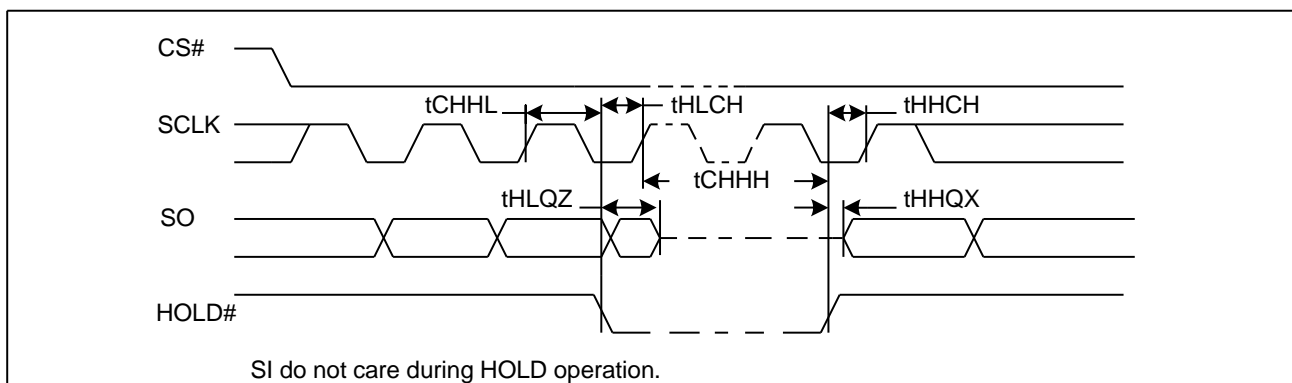 CS#
tCHHL
tHLCH
tHHCH
SCLK
tCHHH
tHLQZ
tHHQX
SO
HOLD#
SI do not care during HOLD operation.